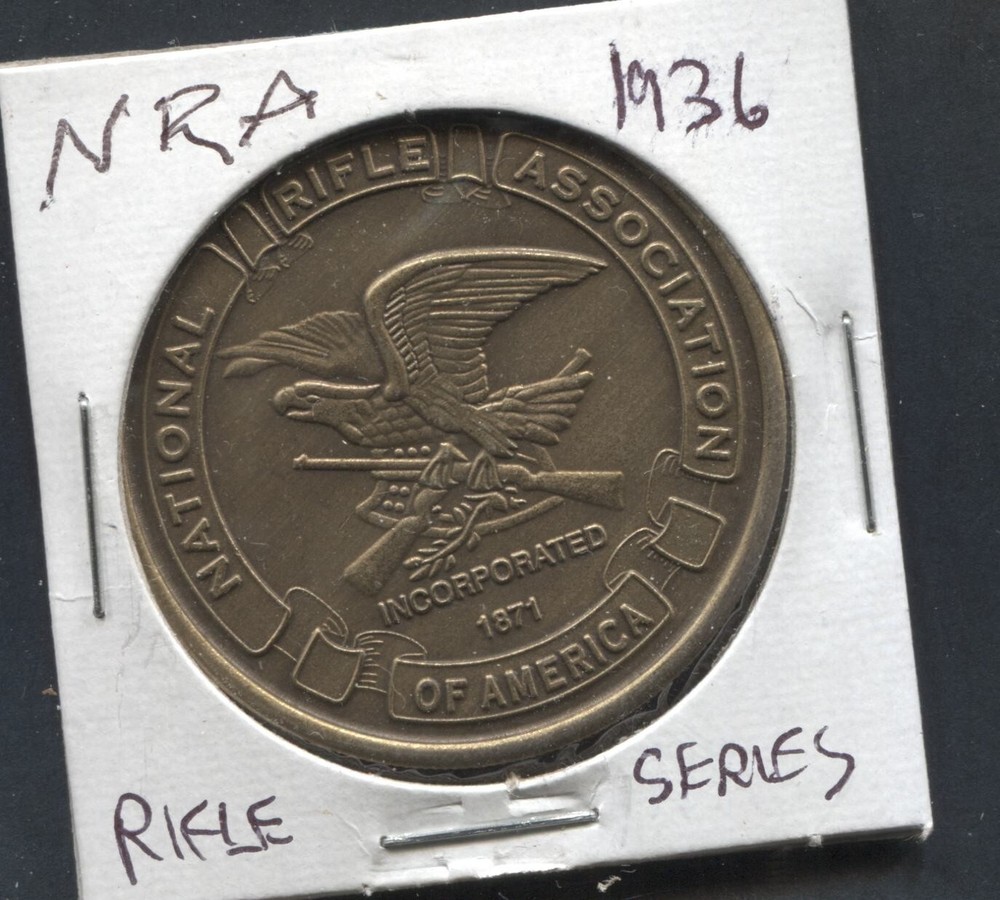 NRA 1936
NATIONAL RIFLE ASSOCIATION
INCORPORATED
1871
OF AMERICA
RIFLE SERIES